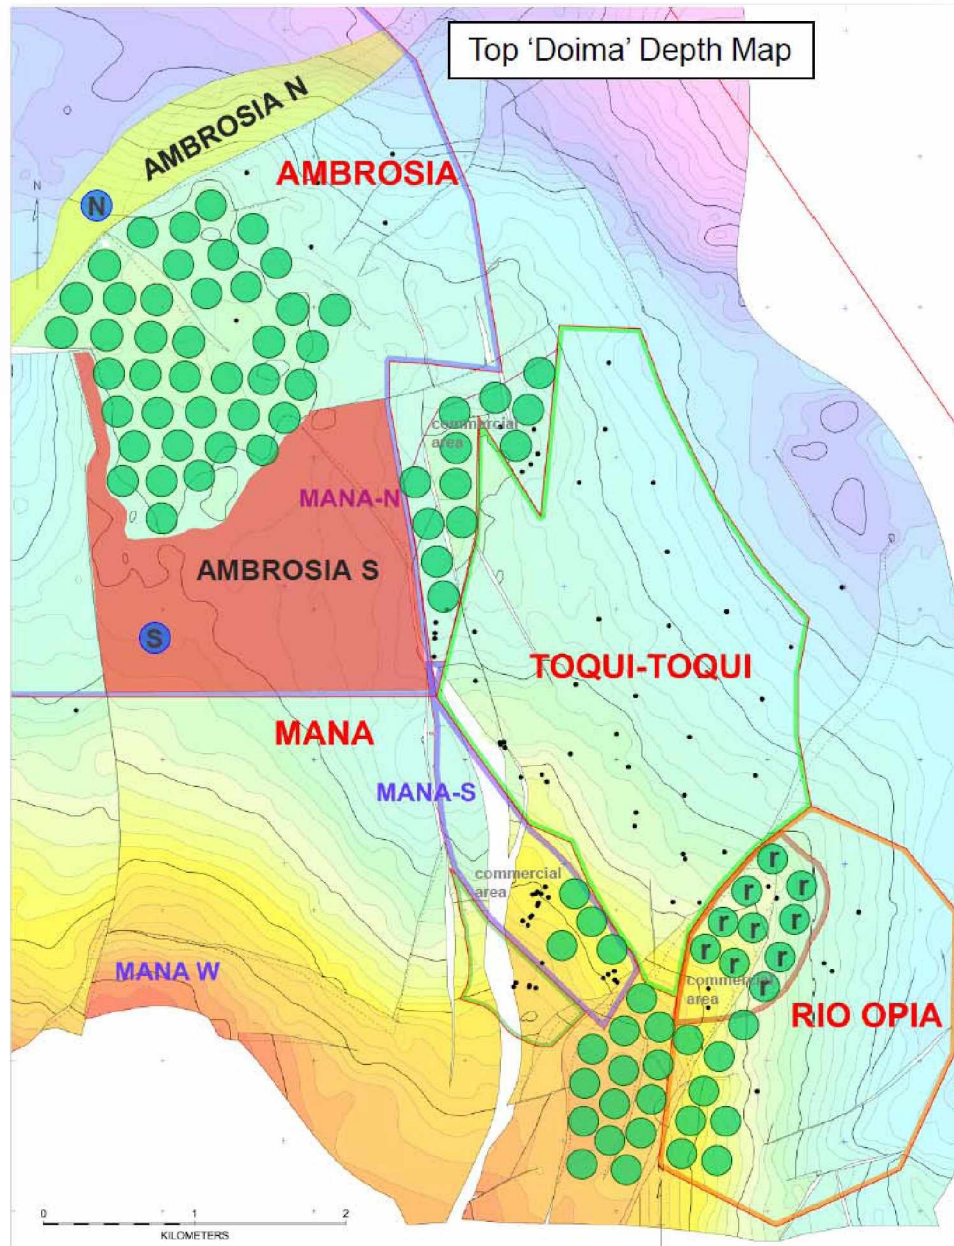 Top 'Doima' Depth Map
AMBROSIA N
AMBROSIA
N
N
commercial
area
MANA-N
AMBROSIA S
S
TOQUI-TOQUI
MANA
MANA-S
commercial
area
r
r
r
r
r
r
r
r
r
r
MANA W
commercial
area
RIO OPIA
0
2
KILOMETERS